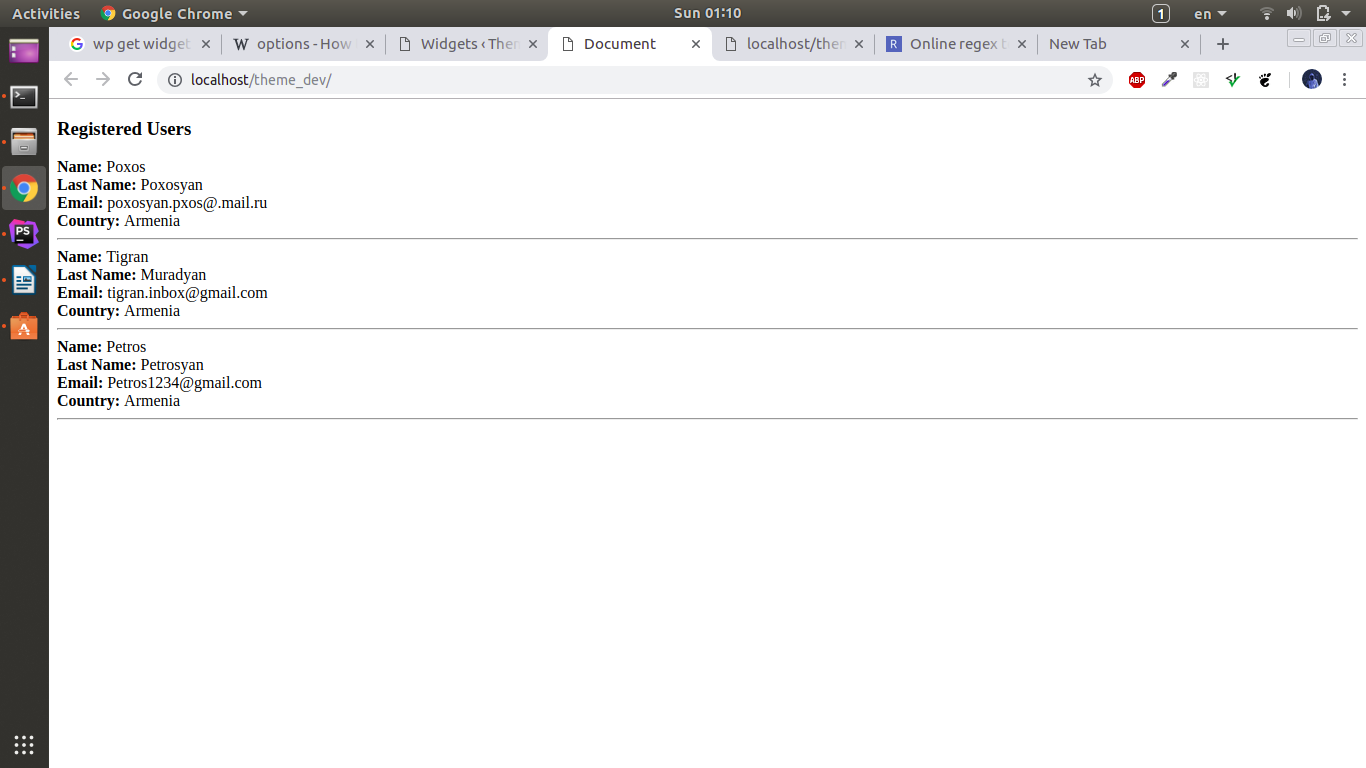 Activities Google Chrome Sun 01:10 1 en
wp get widget options - How Widgets ‹ Then Document localhost/then Online regex t New Tab
localhost/theme_dev/
ABP
Registered Users
Name: Poxos
Last Name: Poxosyan
Email: poxosyan.pxos@.mail.ru
Country: Armenia
Name: Tigran
Last Name: Muradyan
Email: tigran.inbox@gmail.com
Country: Armenia
Name: Petros
Last Name: Petrosyan
Email: Petros1234@gmail.com
Country: Armenia
PS